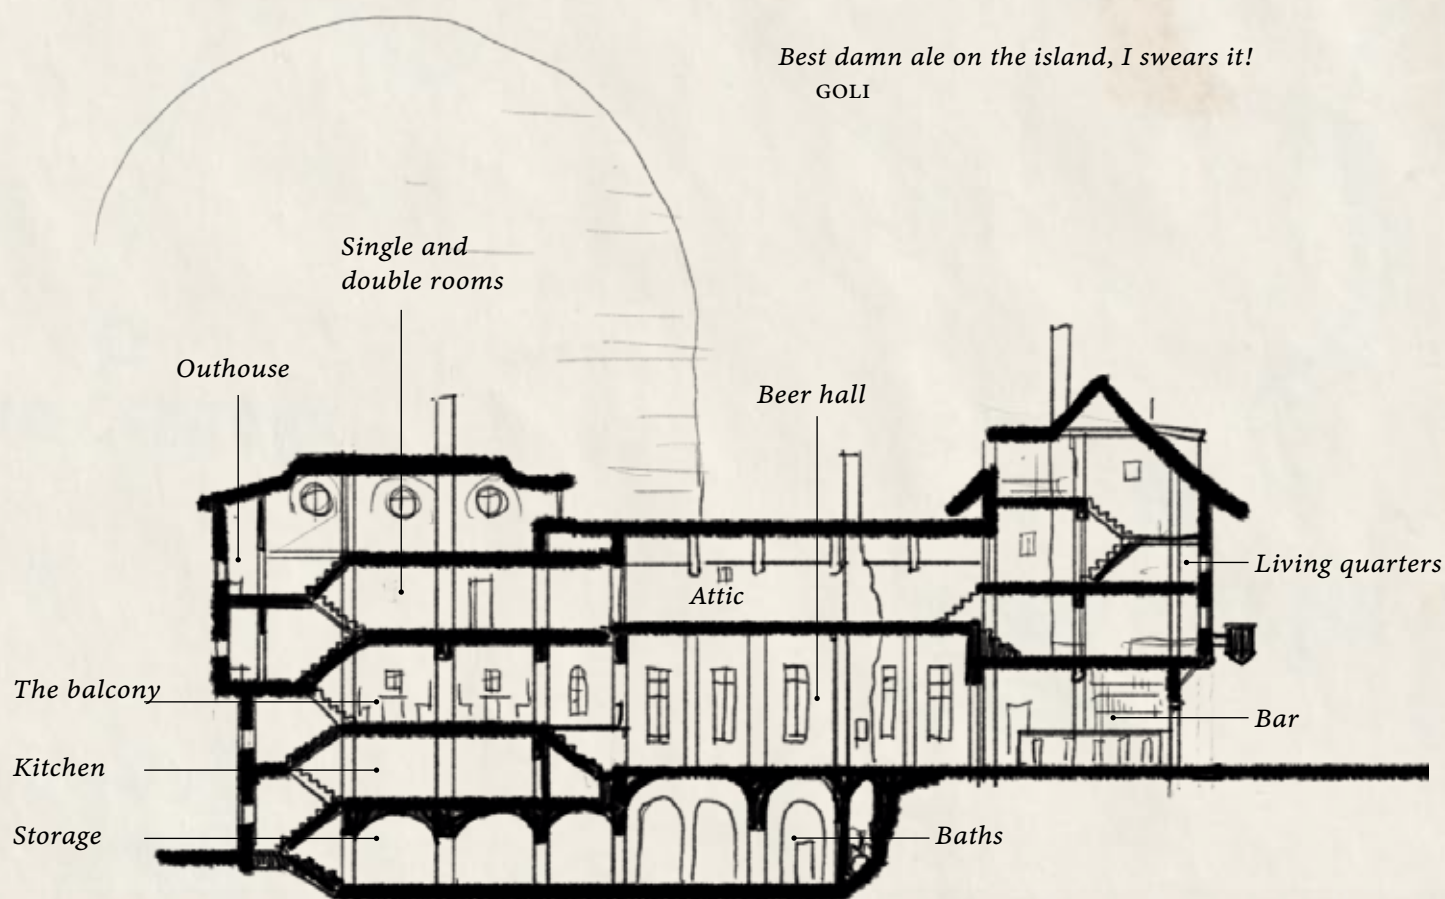 Best damn ale on the island, I swears it!
GOLI
Single and
double rooms
Outhouse
Beer hall
Living quarters
Attic
The balcony
Bar
Kitchen
Storage
Baths